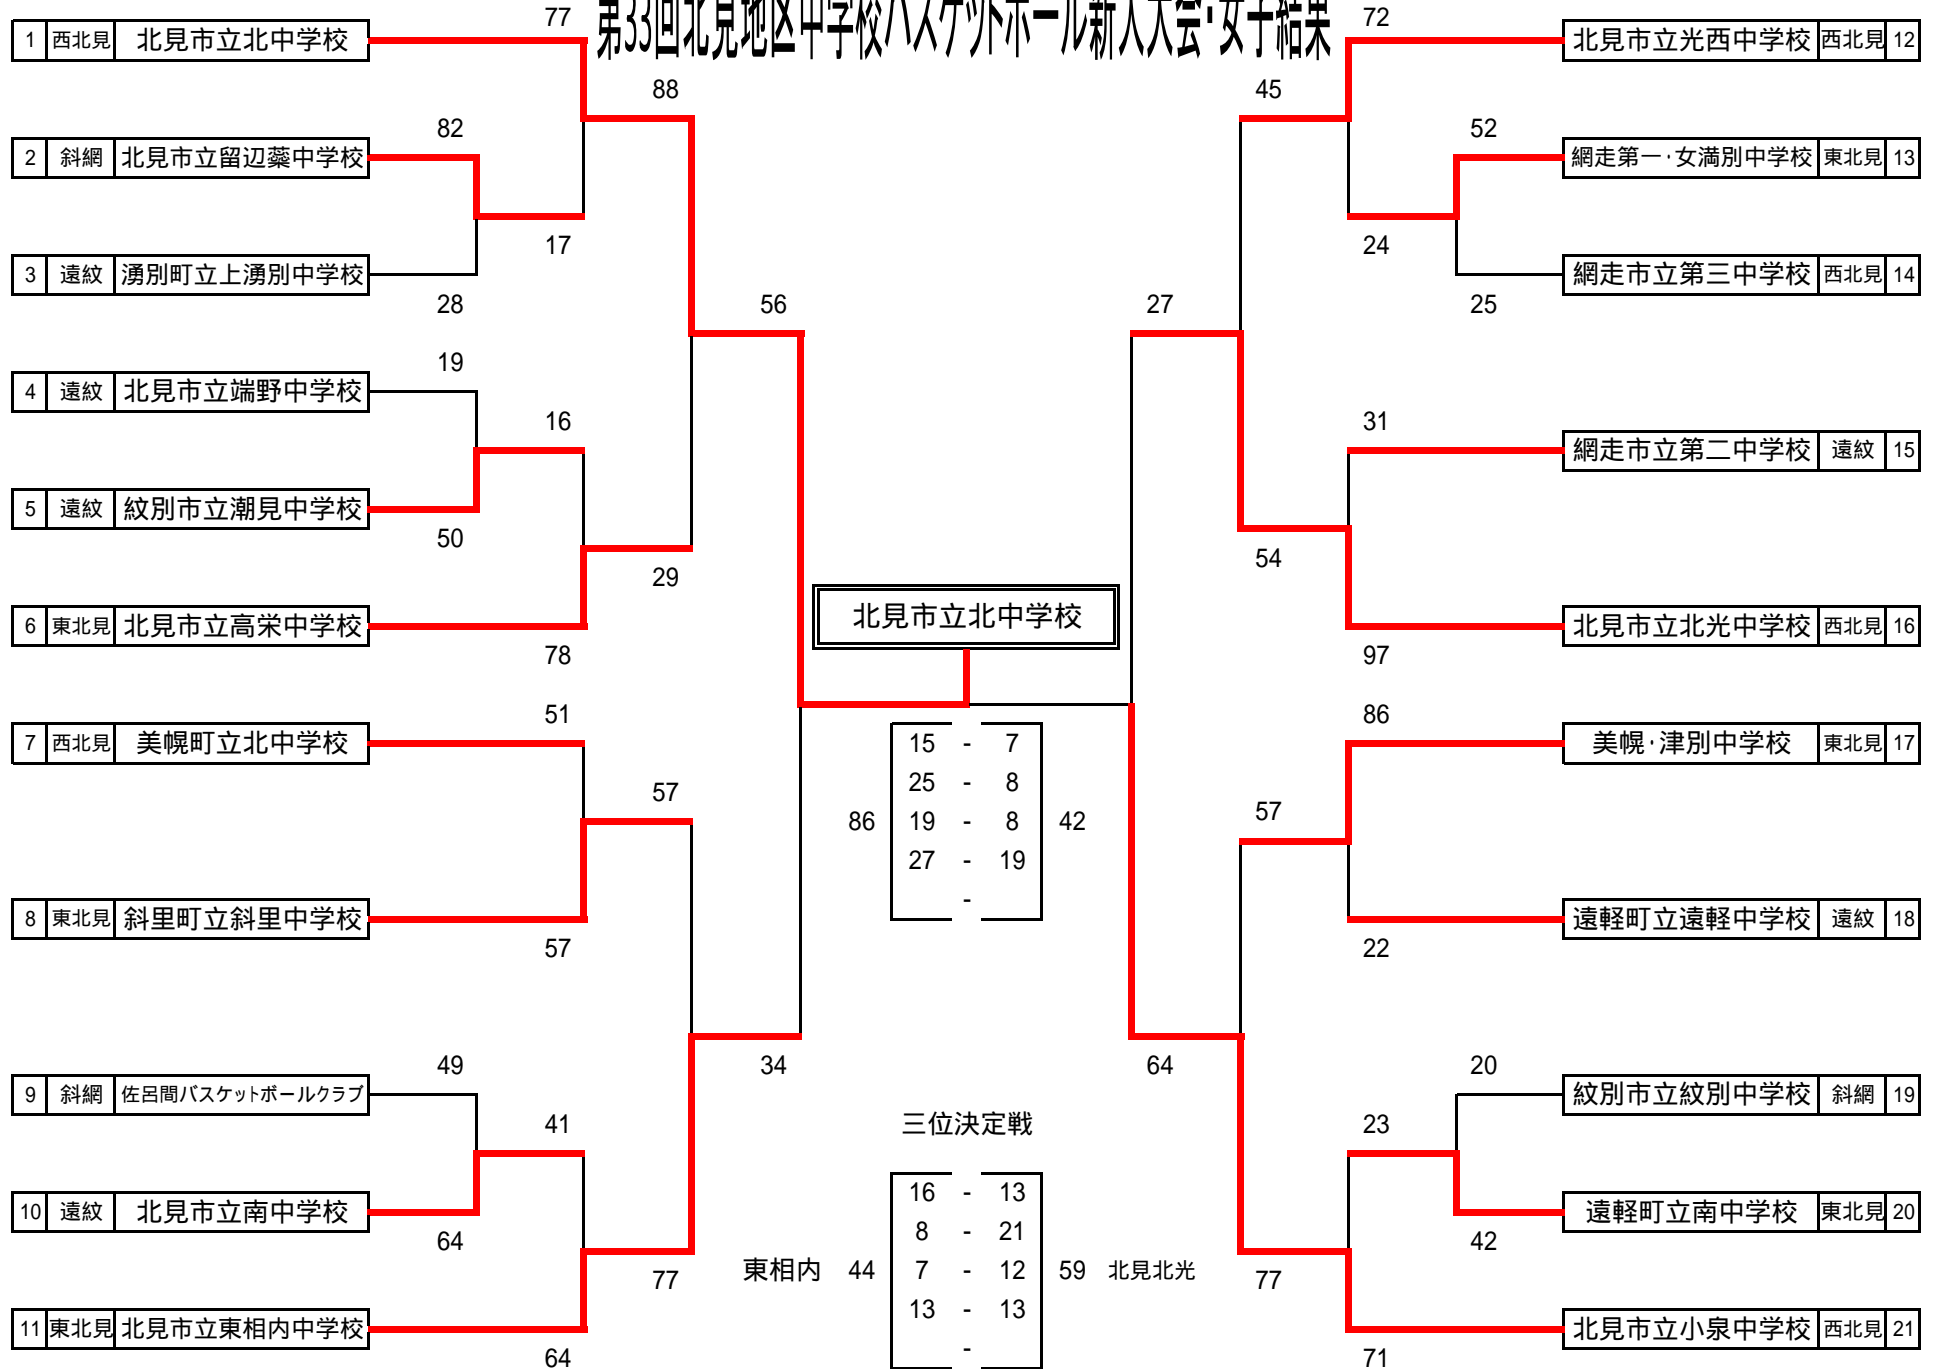 第33回北見地区中学校バスケットボール新人大会・女子結果
1 西北見 北見市立北中学校
2 斜網 北見市立留辺蘂中学校
3 遠紋 湧別町立上湧別中学校
4 遠紋 北見市立端野中学校
5 遠紋 紋別市立潮見中学校
6 東北見 北見市立高栄中学校
7 西北見 美幌町立北中学校
8 東北見 斜里町立斜里中学校
9 斜網 佐呂間バスケットボールクラブ
10 遠紋 北見市立南中学校
11 東北見 北見市立東相内中学校
77
82
17
28
19
16
50
78
51
57
49
41
64
64
88
29
57
77
56
34
北見市立北中学校
15 - 7
25 - 8
86 19 - 8 42
27 - 19
-
三位決定戦
16 - 13
8 - 21
東相内 44 7 - 12 59 北見北光
13 - 13
-
27
64
45
54
57
77
72
52
24
25
31
97
86
22
20
23
42
71
北見市立光西中学校 西北見 12
網走第一・女満別中学校 東北見 13
網走市立第三中学校 西北見 14
網走市立第二中学校 遠紋 15
北見市立北光中学校 西北見 16
美幌・津別中学校 東北見 17
遠軽町立遠軽中学校 遠紋 18
紋別市立紋別中学校 斜網 19
遠軽町立南中学校 東北見 20
北見市立小泉中学校 西北見 21